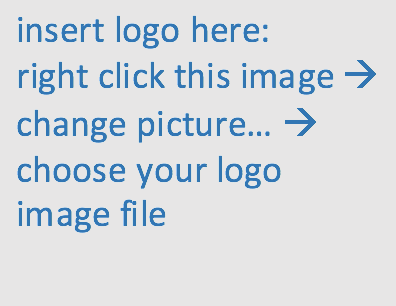 insert logo here:
right click this image →
change picture... →
choose your logo
image file